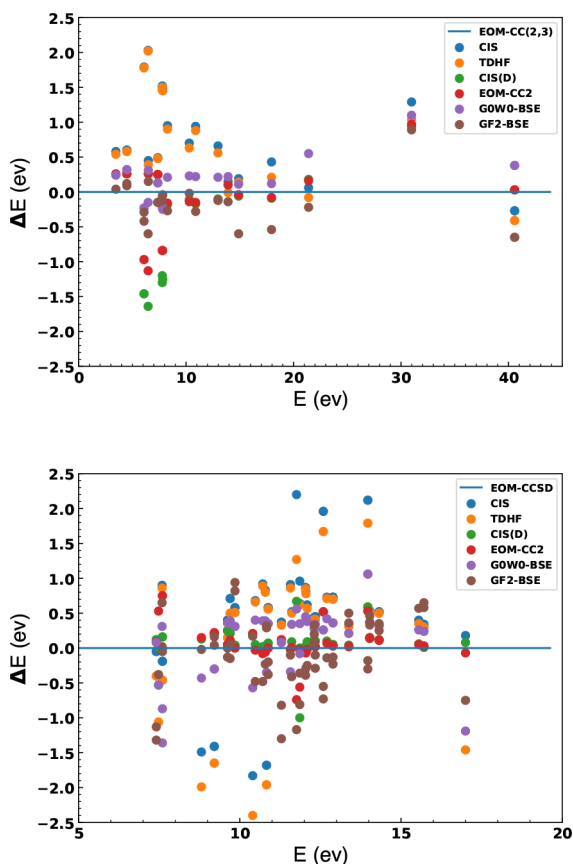 2.5
2.0
1.5
1.0
0.5
0.0
−0.5
−1.0
−1.5
−2.0
−2.5
ΔE (ev)
EOM-CC(2,3)
CIS
TDHF
CIS(D)
EOM-CC2
G0W0-BSE
GF2-BSE
0 10 20 30 40
E (ev)
2.5
2.0
1.5
1.0
0.5
0.0
−0.5
−1.0
−1.5
−2.0
−2.5
ΔE (ev)
EOM-CCSD
CIS
TDHF
CIS(D)
EOM-CC2
G0W0-BSE
GF2-BSE
5 10 15 20
E (ev)